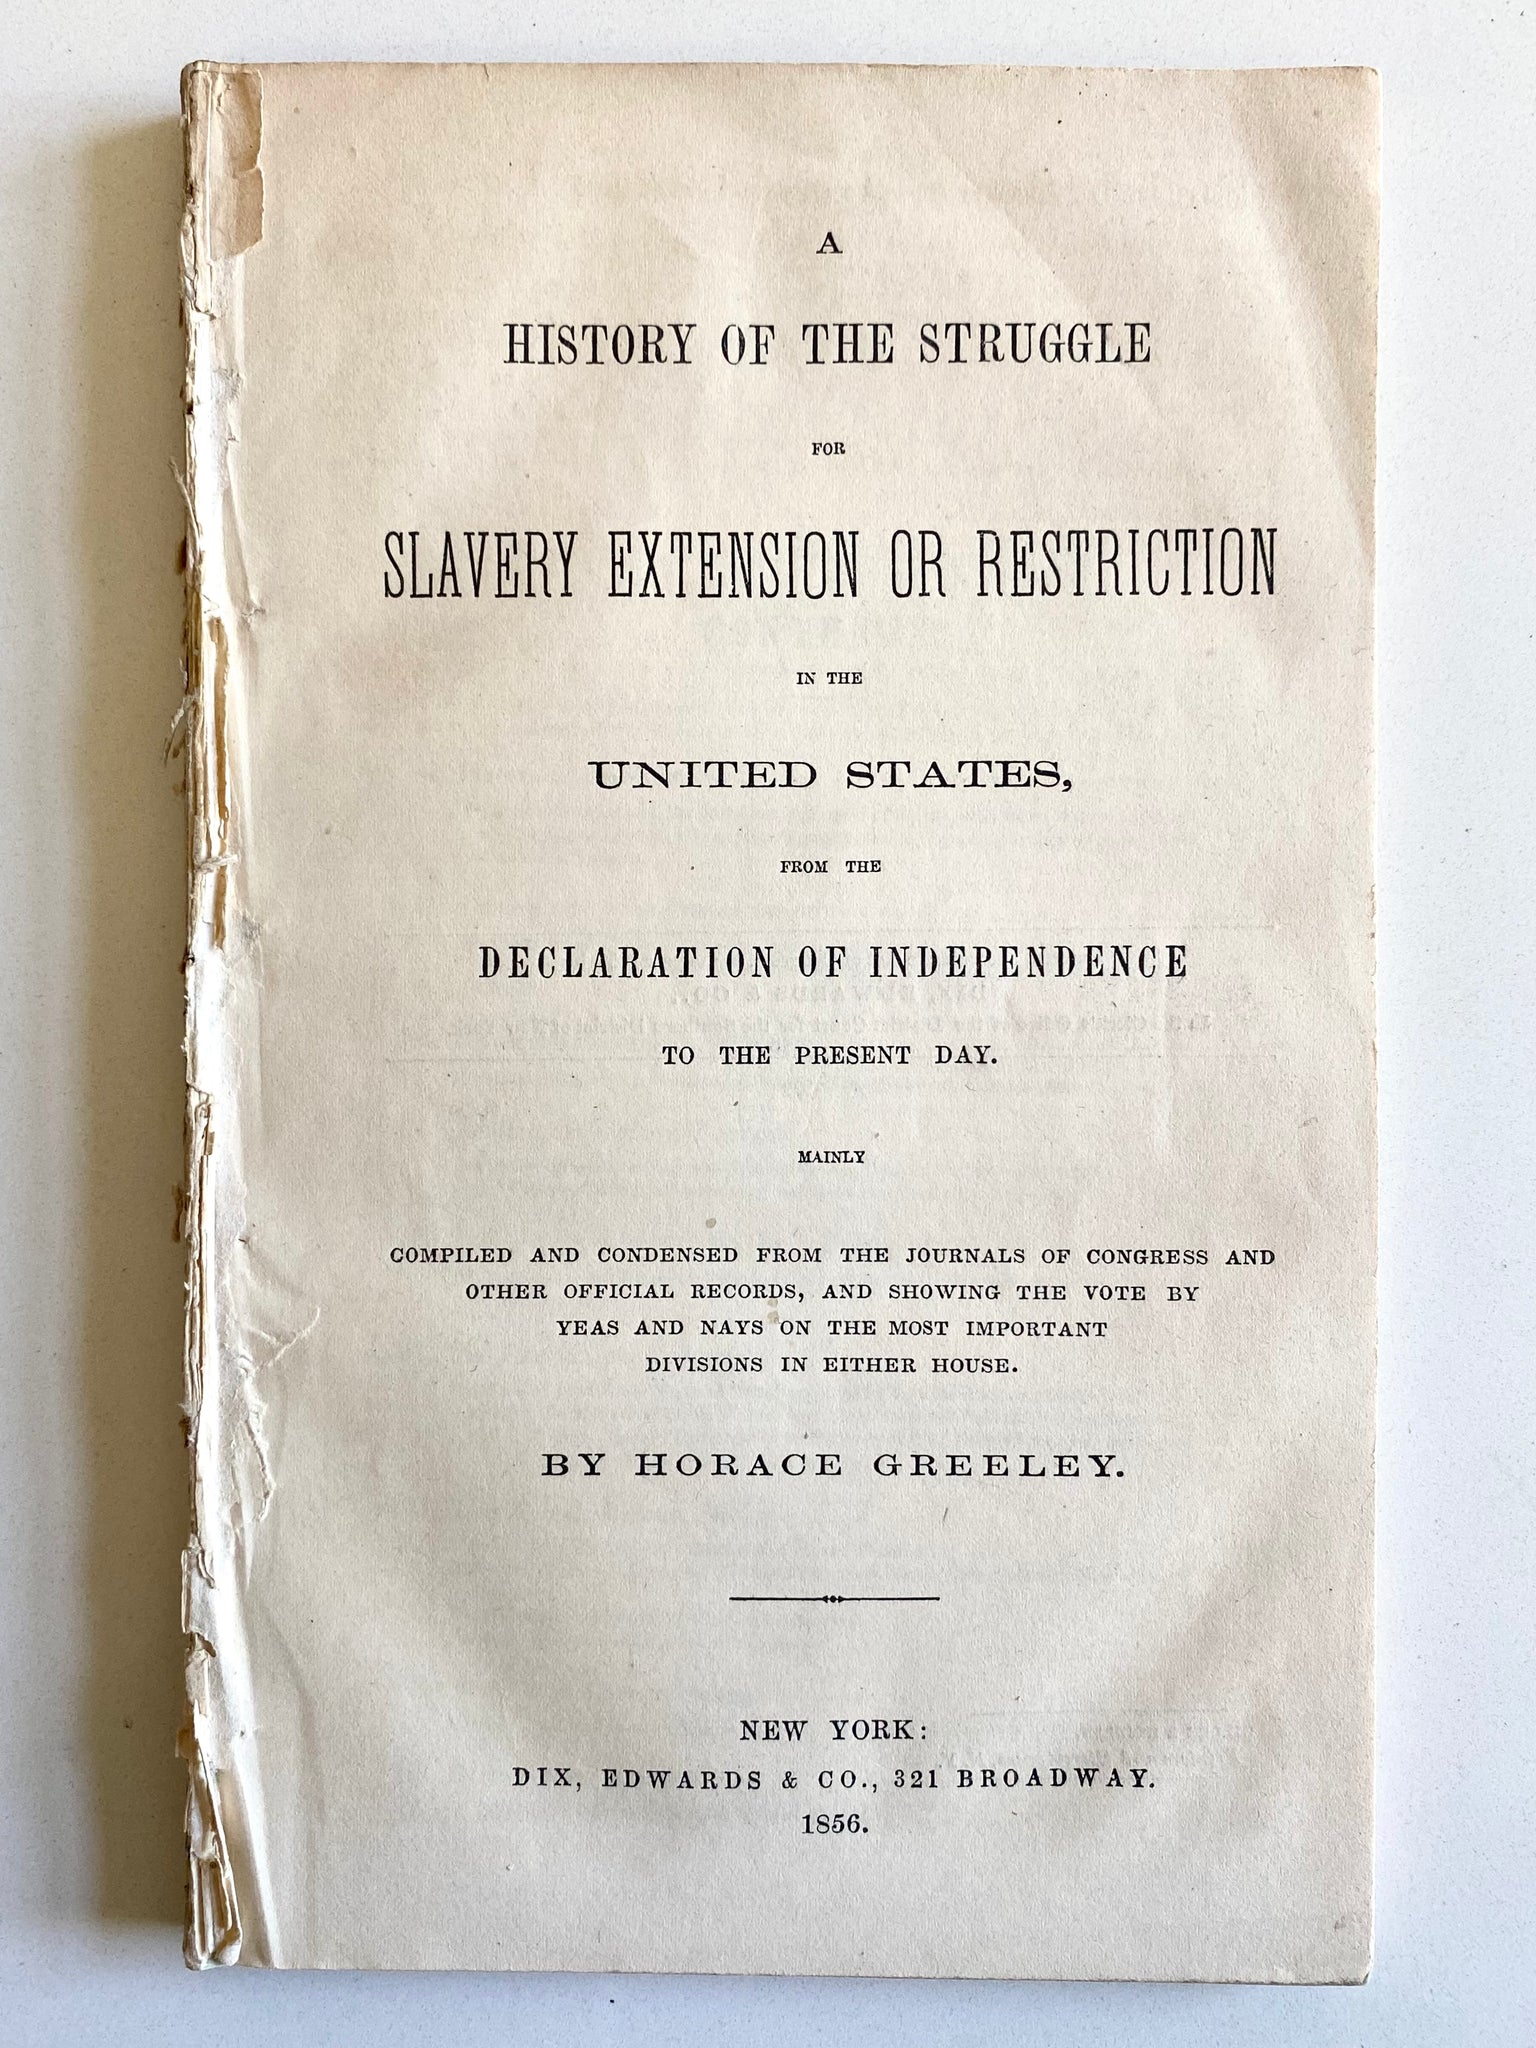 A
HISTORY OF THE STRUGGLE
FOR
SLAVERY EXTENSION OR RESTRICTION
IN THE
UNITED STATES,
FROM THE
DECLARATION OF INDEPENDENCE
TO THE PRESENT DAY.
MAINLY
COMPILED AND CONDENSED FROM THE JOURNALS OF CONGRESS AND
OTHER OFFICIAL RECORDS, AND SHOWING THE VOTE BY
YEAS AND NAYS ON THE MOST IMPORTANT
DIVISIONS IN EITHER HOUSE.
BY HORACE GREELEY.
NEW YORK:
DIX, EDWARDS & CO., 321 BROADWAY.
1856.